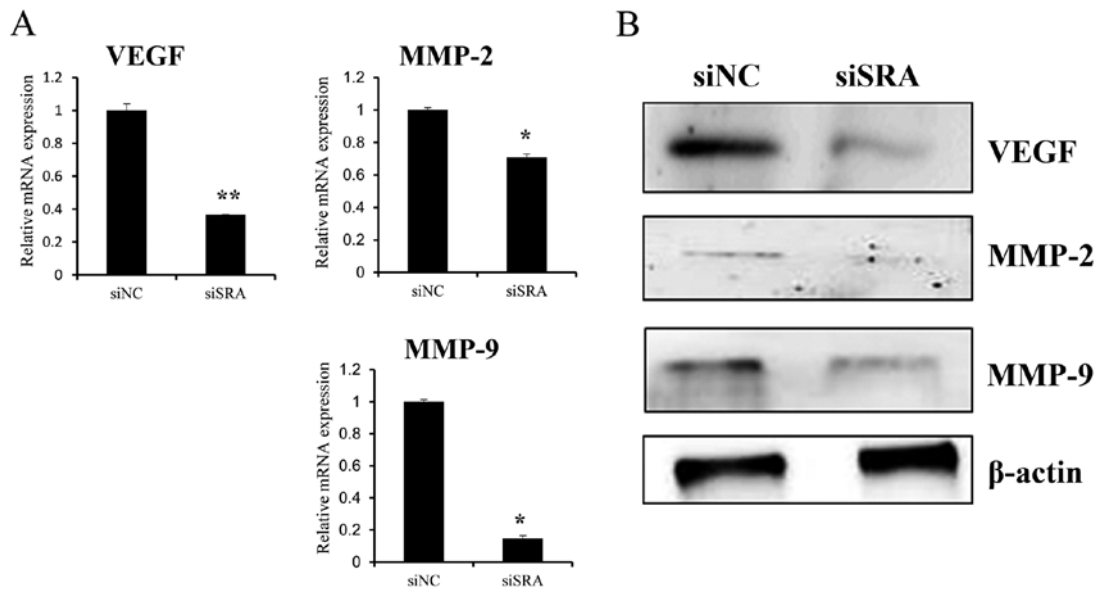 A
VEGF
Relative mRNA expression
1.2
1
0.8
0.6
0.4
0.2
0
**
siNC
siSRA
MMP-2
Relative mRNA expression
1.2
1
0.8
0.6
0.4
0.2
0
*
siNC
siSRA
MMP-9
Relative mRNA expression
1.2
1
0.8
0.6
0.4
0.2
0
*
siNC
siSRA
B
siNC siSRA
VEGF
MMP-2
MMP-9
β-actin